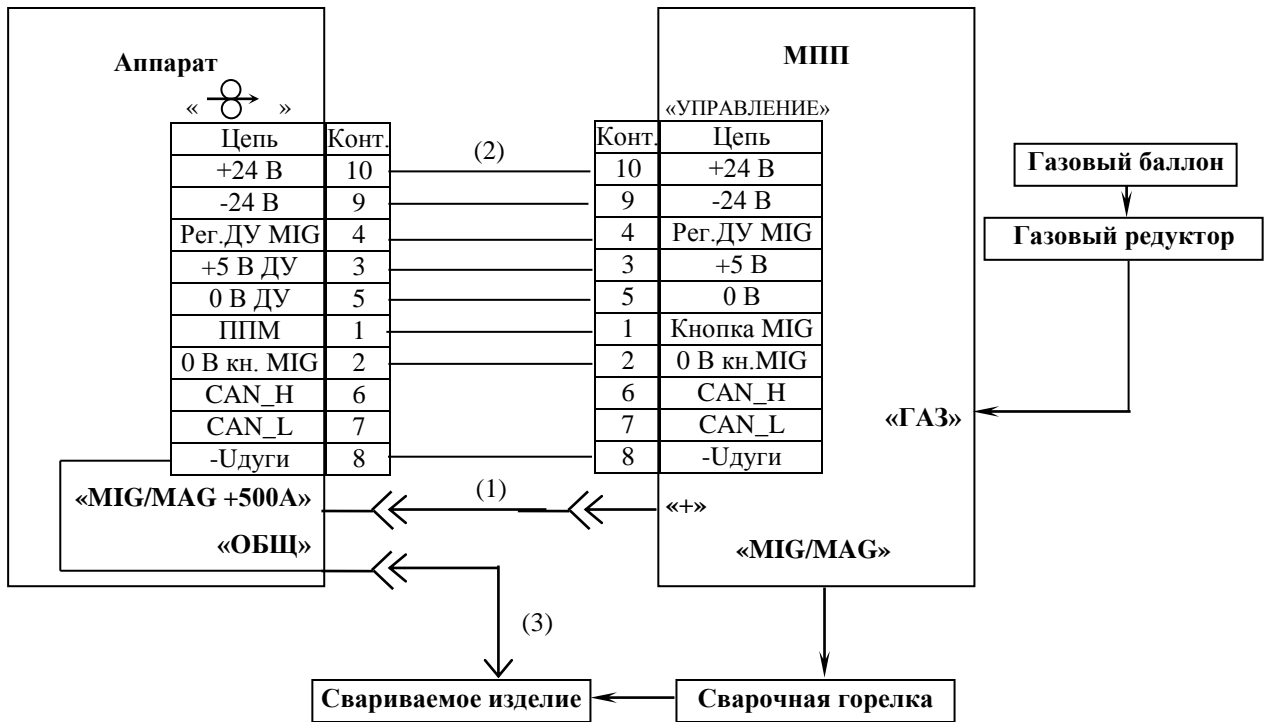 Аппарат
« »
Цепь Конт.
+24 В 10
-24 В 9
Рег.ДУ MIG 4
+5 В ДУ 3
0 В ДУ 5
ППМ 1
0 В кн. MIG 2
CAN_H 6
CAN_L 7
-Uдуги 8
«MIG/MAG +500А»
«ОБЩ»
(2)
(1)
(3)
МПП
«УПРАВЛЕНИЕ»
Конт. Цепь
10 +24 В
9 -24 В
4 Рег.ДУ MIG
3 +5 В
5 0 В
1 Кнопка MIG
2 0 В кн.MIG
6 CAN_H
7 CAN_L
8 -Uдуги
«+»
«ГАЗ»
«MIG/MAG»
Газовый баллон
Газовый редуктор
Свариваемое изделие
Сварочная горелка